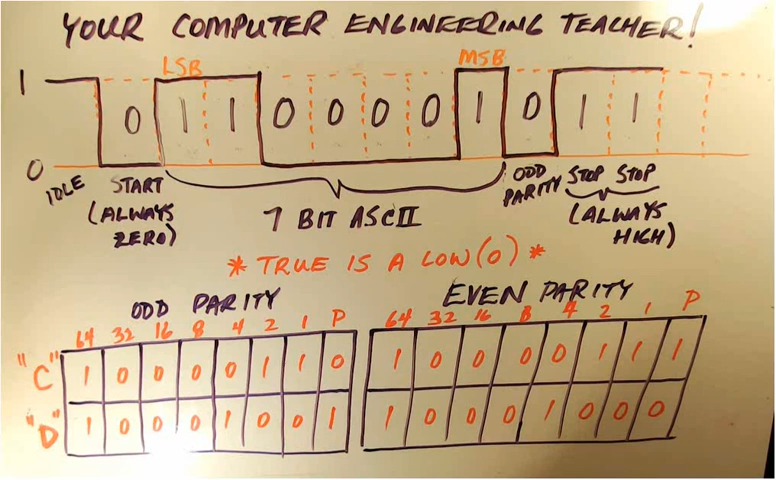 YOUR COMPUTER ENGINEERING TEACHER!
LSB MSB
1 0 1 1 0 0 0 0 1 0 1 1
0
IDLE START (ALWAYS ZERO) 7 BIT ASCII ODD PARITY STOP STOP (ALWAYS HIGH)
* TRUE IS A LOW (0) *
ODD PARITY
64 32 16 8 4 2 1 P
"C" 1 0 0 0 0 1 1 0
"D" 1 0 0 0 1 0 0 1
EVEN PARITY
64 32 16 8 4 2 1 P
1 0 0 0 0 1 1 1
1 0 0 0 1 0 0 0